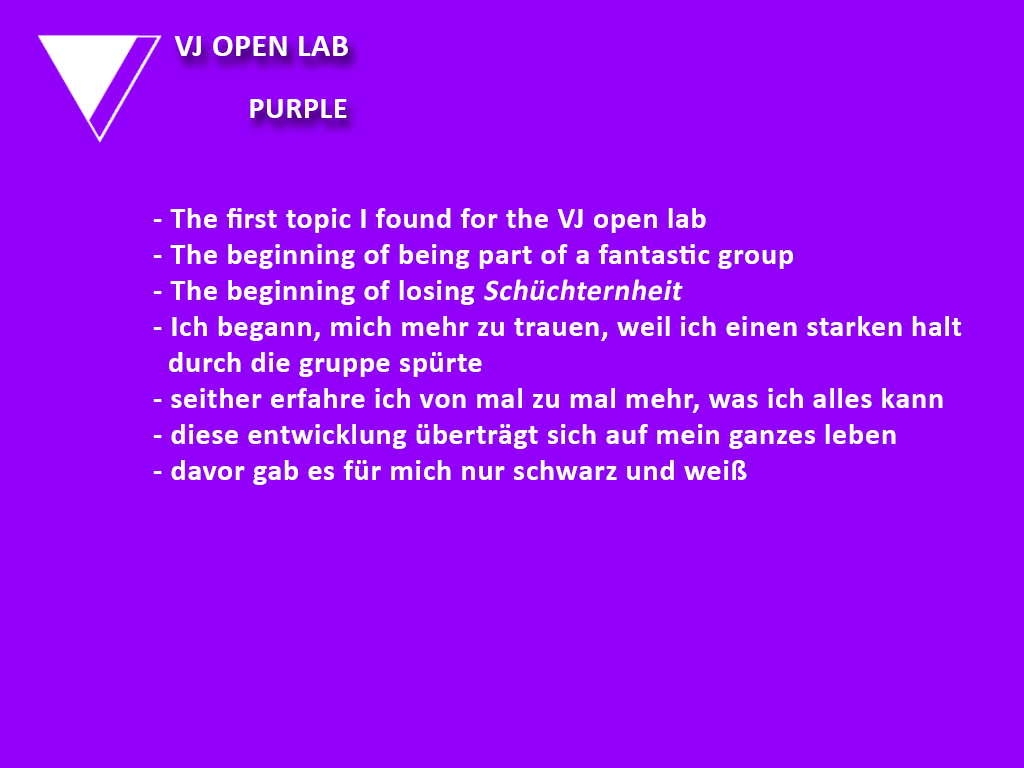 VJ OPEN LAB
PURPLE
- The first topic I found for the VJ open lab
- The beginning of being part of a fantastic group
- The beginning of losing Schüchternheit
- Ich begann, mich mehr zu trauen, weil ich einen starken halt
durch die gruppe spürte
- seither erfahre ich von mal zu mal mehr, was ich alles kann
- diese entwicklung überträgt sich auf mein ganzes leben
- davor gab es für mich nur schwarz und weiß